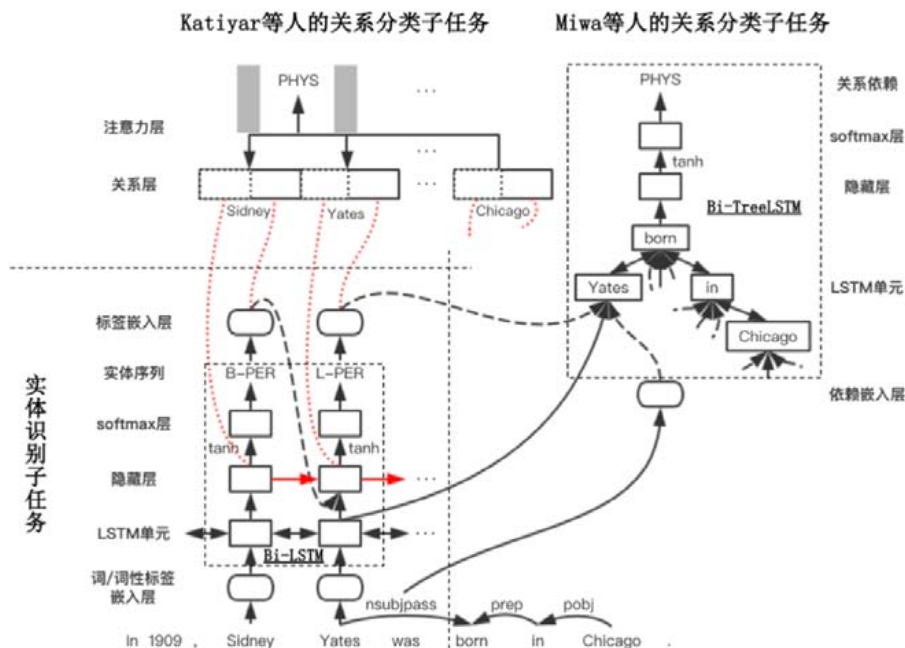 Katiyar等人的关系分类子任务
Miwa等人的关系分类子任务
PHYS
...
注意力层
...
关系层
...
Sidney
Yates
Chicago
PHYS
关系依赖
softmax层
tanh
隐藏层
Bi-TreeLSTM
born
Yates
in
LSTM单元
Chicago
依赖嵌入层
实体识别子任务
标签嵌入层
实体序列
B-PER
L-PER
softmax层
tanh
tanh
隐藏层
...
LSTM单元
...
Bi-LSTM
词/词性标签
嵌入层
nsubjpass
prep
pobj
In 1909 , Sidney Yates was born in Chicago .